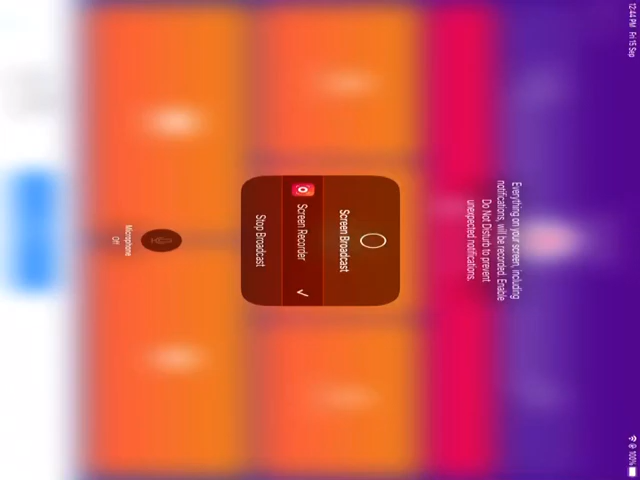 12:44 PM Fri 15 Sep
100%
Everything on your screen, including
notifications, will be recorded. Enable
Do Not Disturb to prevent
unexpected notifications.
Screen Broadcast
Screen Recorder
Stop Broadcast
Microphone
Off